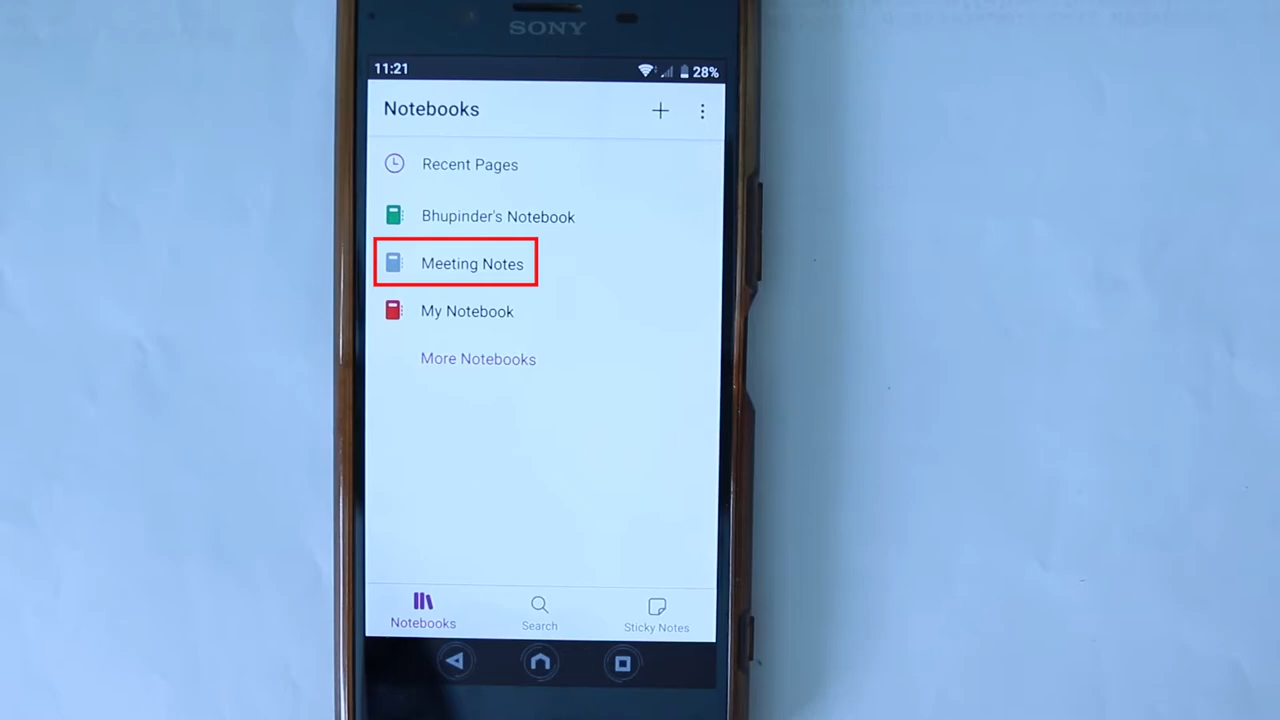 SONY
11:21 28%
Notebooks
Recent Pages
Bhupinder's Notebook
Meeting Notes
My Notebook
More Notebooks
Notebooks Search Sticky Notes